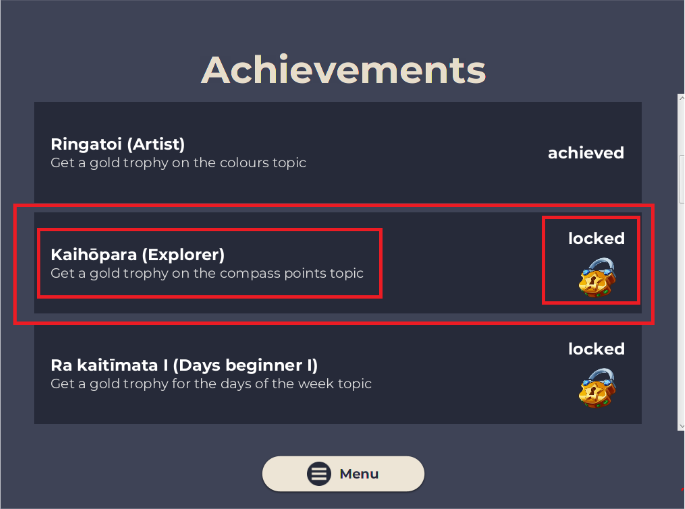 Achievements
Ringatoi (Artist)
Get a gold trophy on the colours topic
achieved
Kaihōpara (Explorer)
Get a gold trophy on the compass points topic
locked
Ra kaitīmata I (Days beginner I)
Get a gold trophy for the days of the week topic
locked
Menu